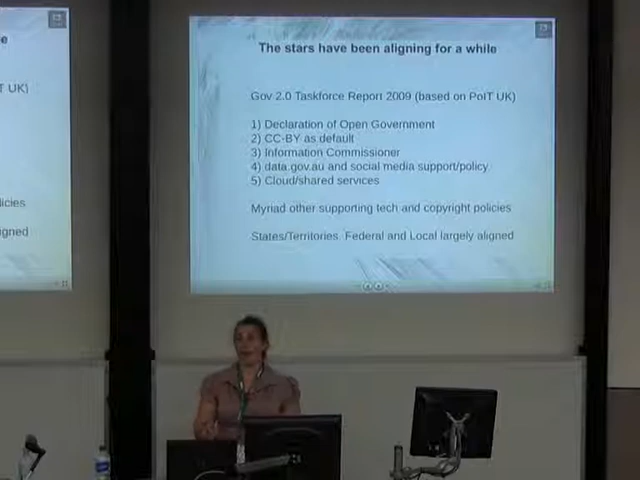 The stars have been aligning for a while
Gov 2.0 Taskforce Report 2009 (based on PoIT UK)
1) Declaration of Open Government
2) CC-BY as default
3) Information Commissioner
4) data.gov.au and social media support/policy
5) Cloud/shared services
Myriad other supporting tech and copyright policies
States/Territories, Federal and Local largely aligned
e
T UK)
icies
igned